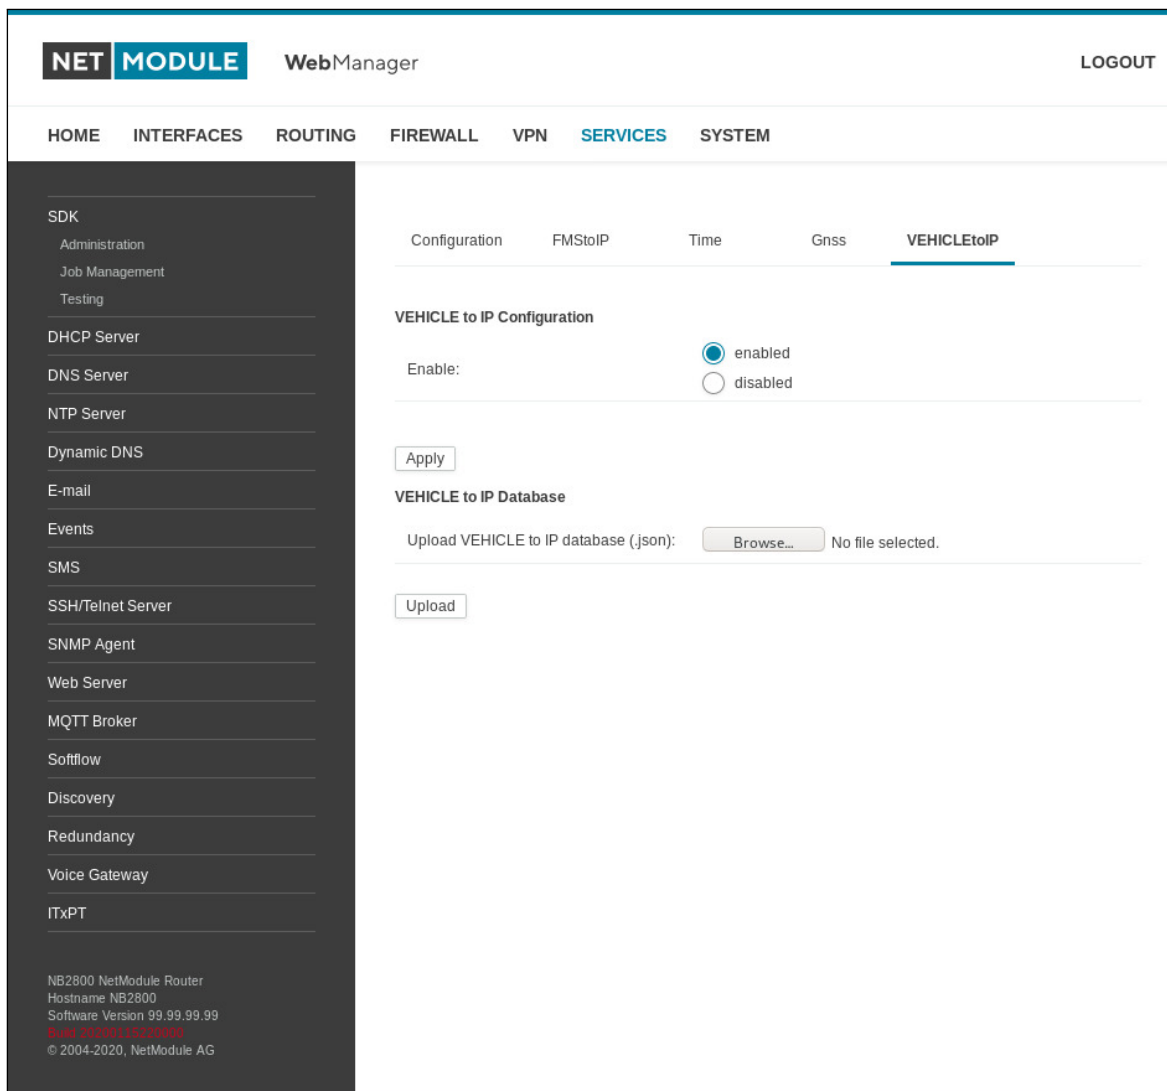 NET MODULE WebManager LOGOUT
HOME INTERFACES ROUTING FIREWALL VPN SERVICES SYSTEM
SDK
Administration
Job Management
Testing
DHCP Server
DNS Server
NTP Server
Dynamic DNS
E-mail
Events
SMS
SSH/Telnet Server
SNMP Agent
Web Server
MQTT Broker
Softflow
Discovery
Redundancy
Voice Gateway
ITxPT
NB2800 NetModule Router
Hostname NB2800
Software Version 99.99.99.99
Build
© 2004-2020, NetModule AG
Configuration FMStoIP Time Gnss VEHICLEtoIP
VEHICLE to IP Configuration
Enable:
enabled
disabled
Apply
VEHICLE to IP Database
Upload VEHICLE to IP database (.json): Browse... No file selected.
Upload